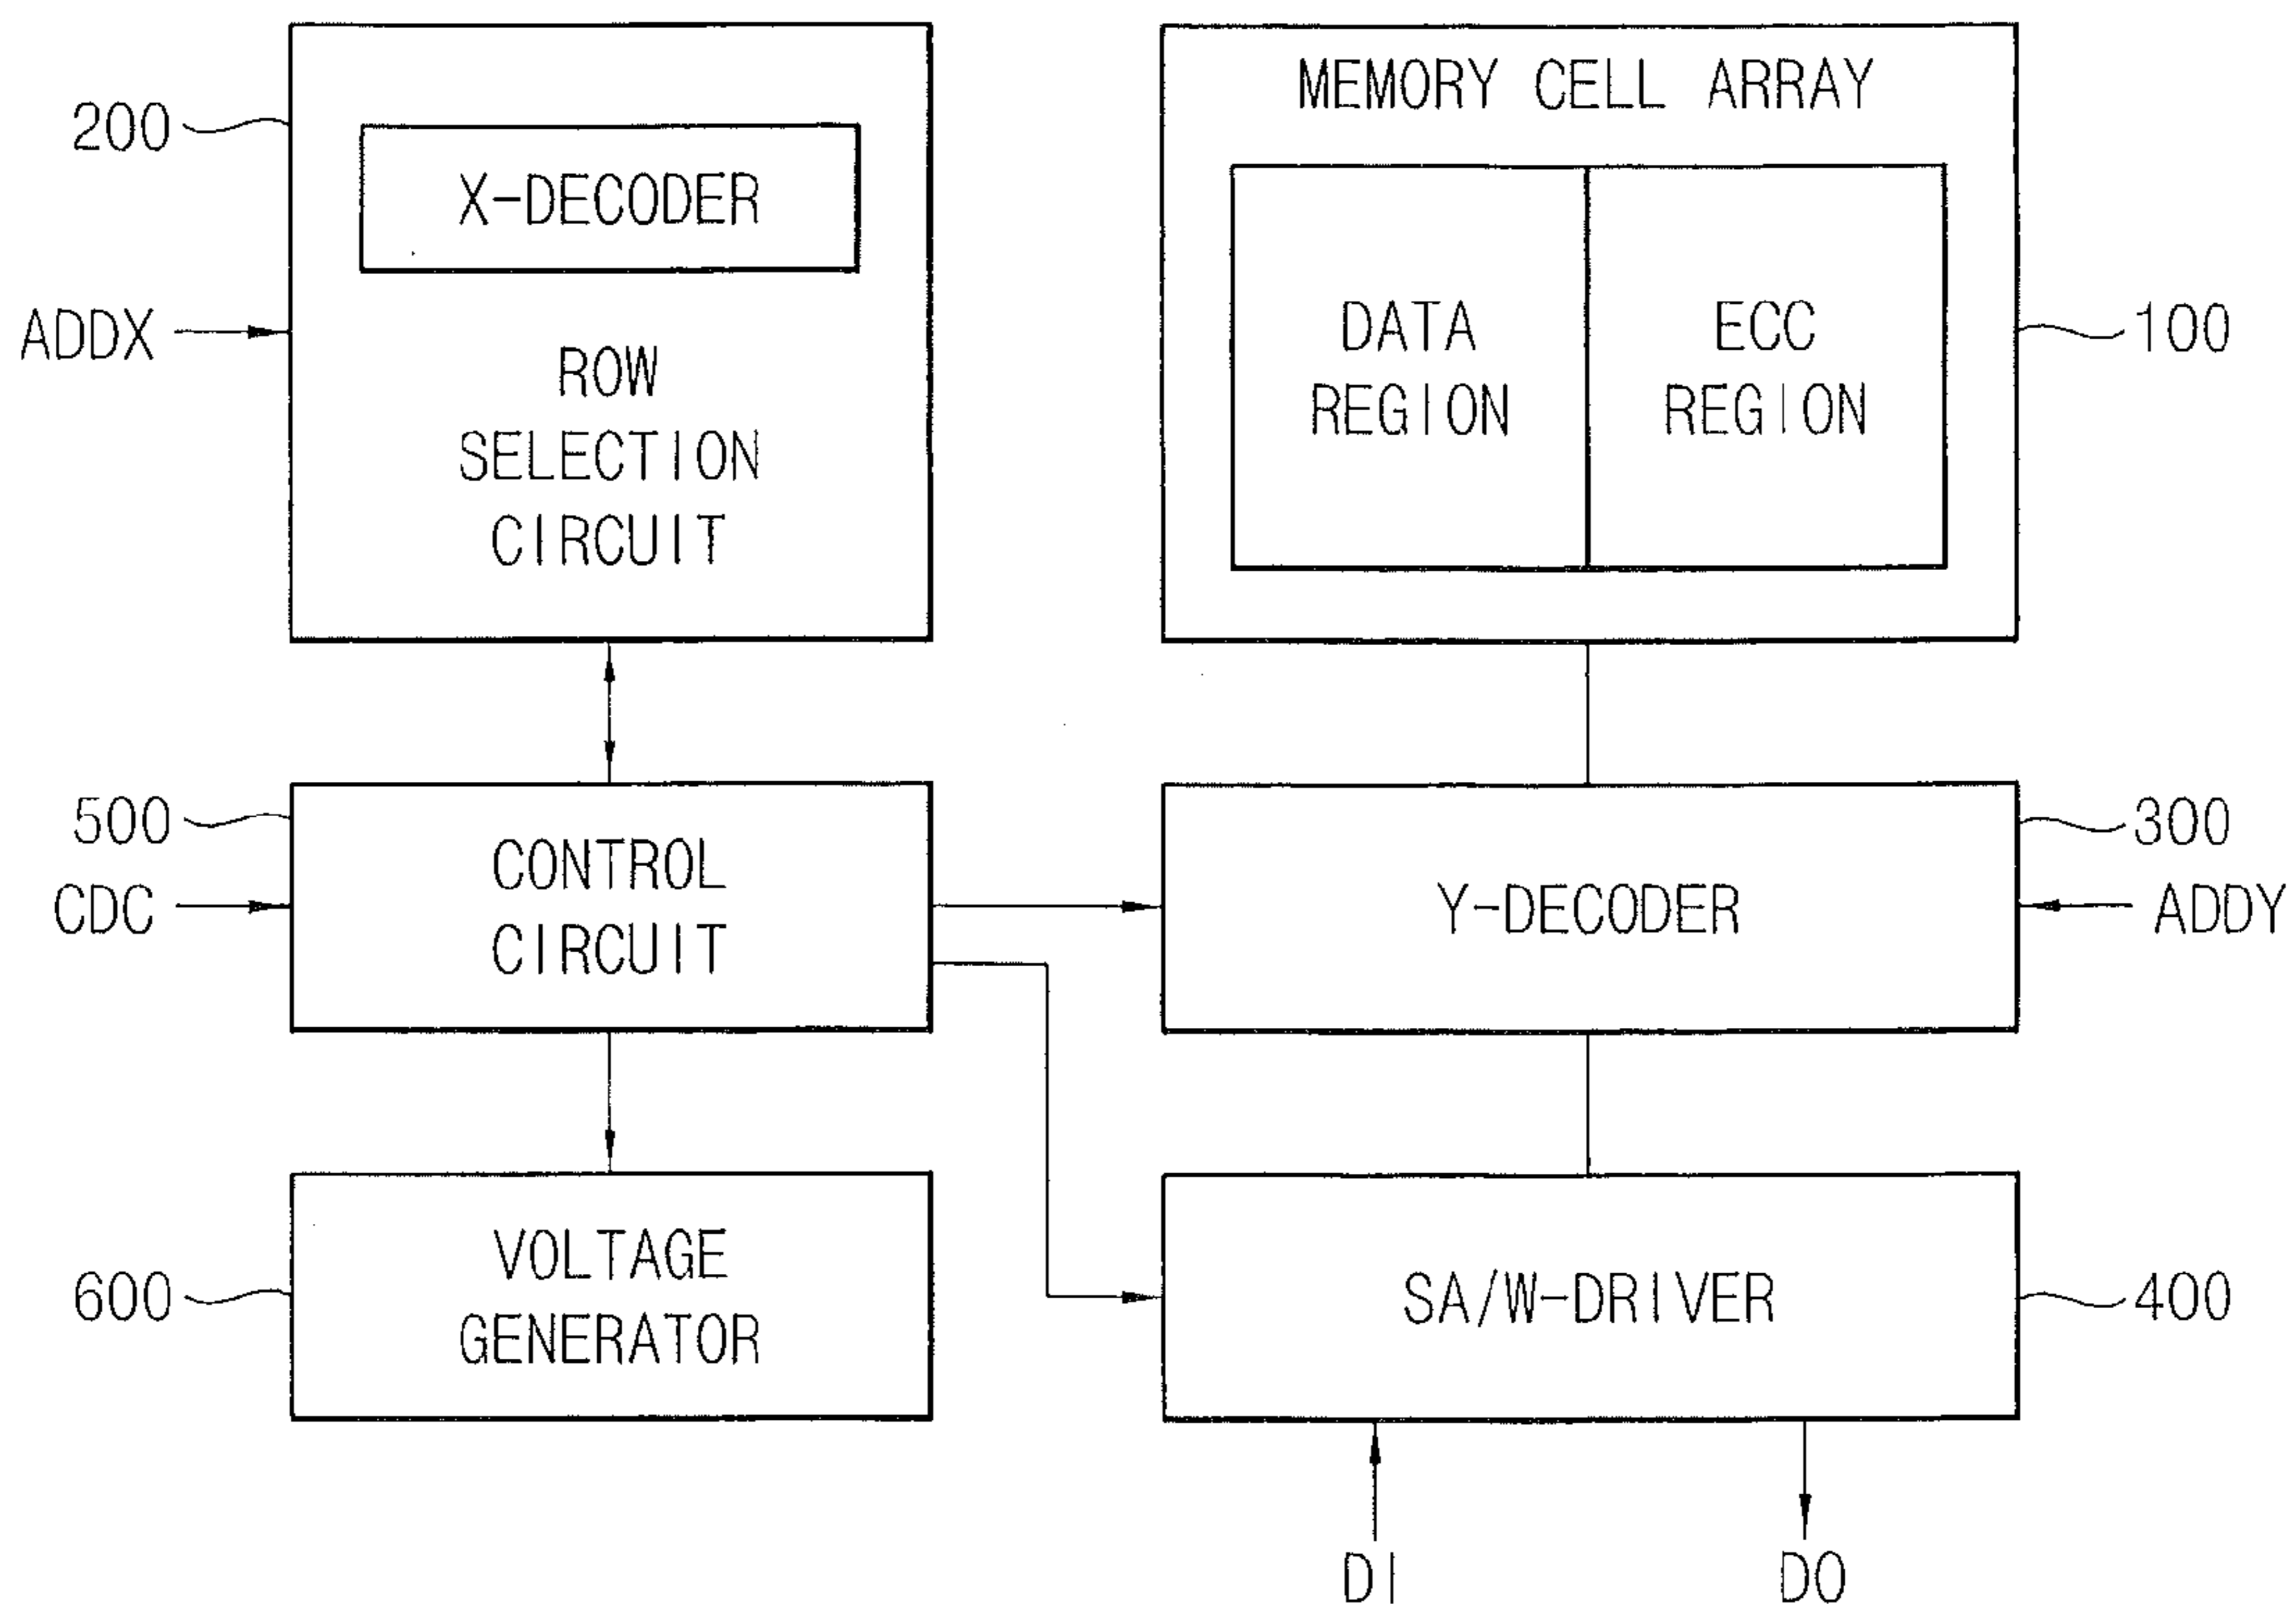 200
X-DECODER
ADDX
ROW
SELECTION
CIRCUIT
MEMORY CELL ARRAY
DATA
REGION
ECC
REGION
100
500
CDC
CONTROL
CIRCUIT
300
Y-DECODER
ADDY
600
VOLTAGE
GENERATOR
SA/W-DRIVER
400
DI
DO